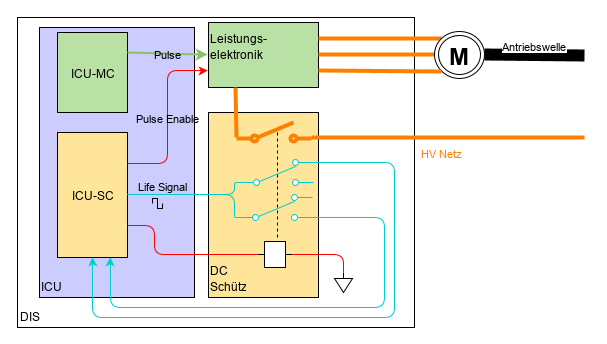 Leistungs-
elektronik
ICU-MC
Pulse
M
Antriebswelle
Pulse Enable
HV Netz
ICU-SC
Life Signal
DC
Schütz
ICU
DIS